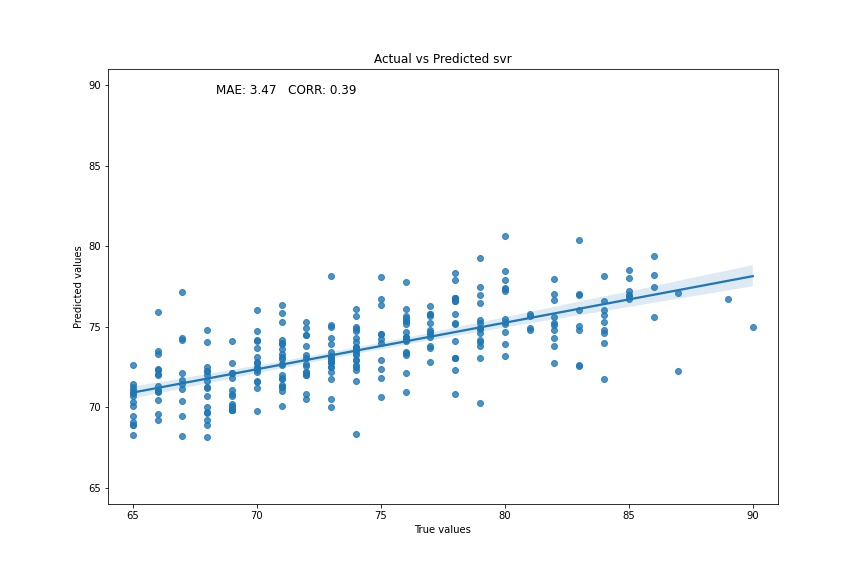 Actual vs Predicted svr
MAE: 3.47   CORR: 0.39
Predicted values
90
85
80
75
70
65
65 70 75 80 85 90
True values